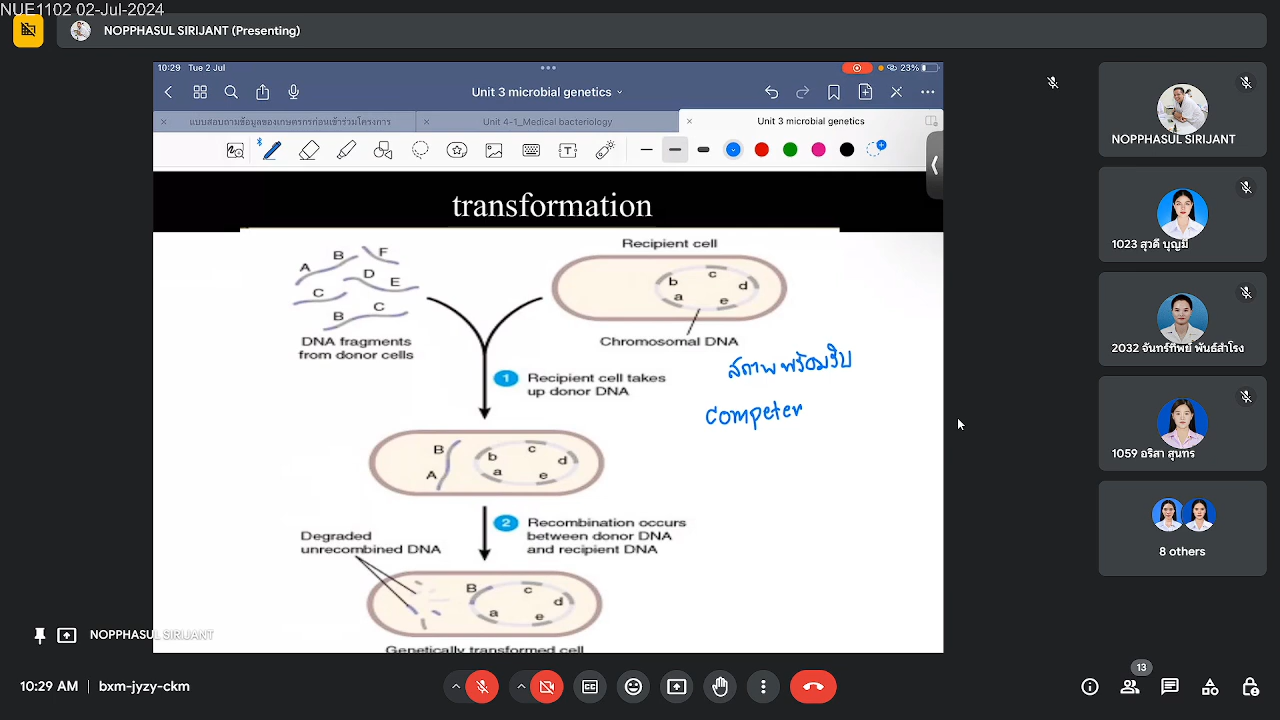 NUE1102 02-Jul-2024
NOPPHASUL SIRIJANT (Presenting)
10:29 Tue 2 Jul
23%
Unit 3 microbial genetics
แบบสอบถามข้อมูลของเกษตรกรก่อนเข้าร่วมโครงการ
Unit 4-1_Medical bacteriology
Unit 3 microbial genetics
transformation
A B F
D E
C
B C
DNA fragments
from donor cells
Recipient cell
b c d
a e
Chromosomal DNA
สภาพพร้อมรับ
competen
1 Recipient cell takes
up donor DNA
B
A
b c d
a e
2 Recombination occurs
between donor DNA
and recipient DNA
Degraded
unrecombined DNA
B c d
a e
Genetically transformed cell
NOPPHASUL SIRIJANT
1023 ฤดี บุญมี
2032 จันทร์ทิพย์ พันธ์สำโรง
1059 อริสา สุนทร
8 others
NOPPHASUL SIRIJANT
10:29 AM | bxm-jyzy-ckm
13